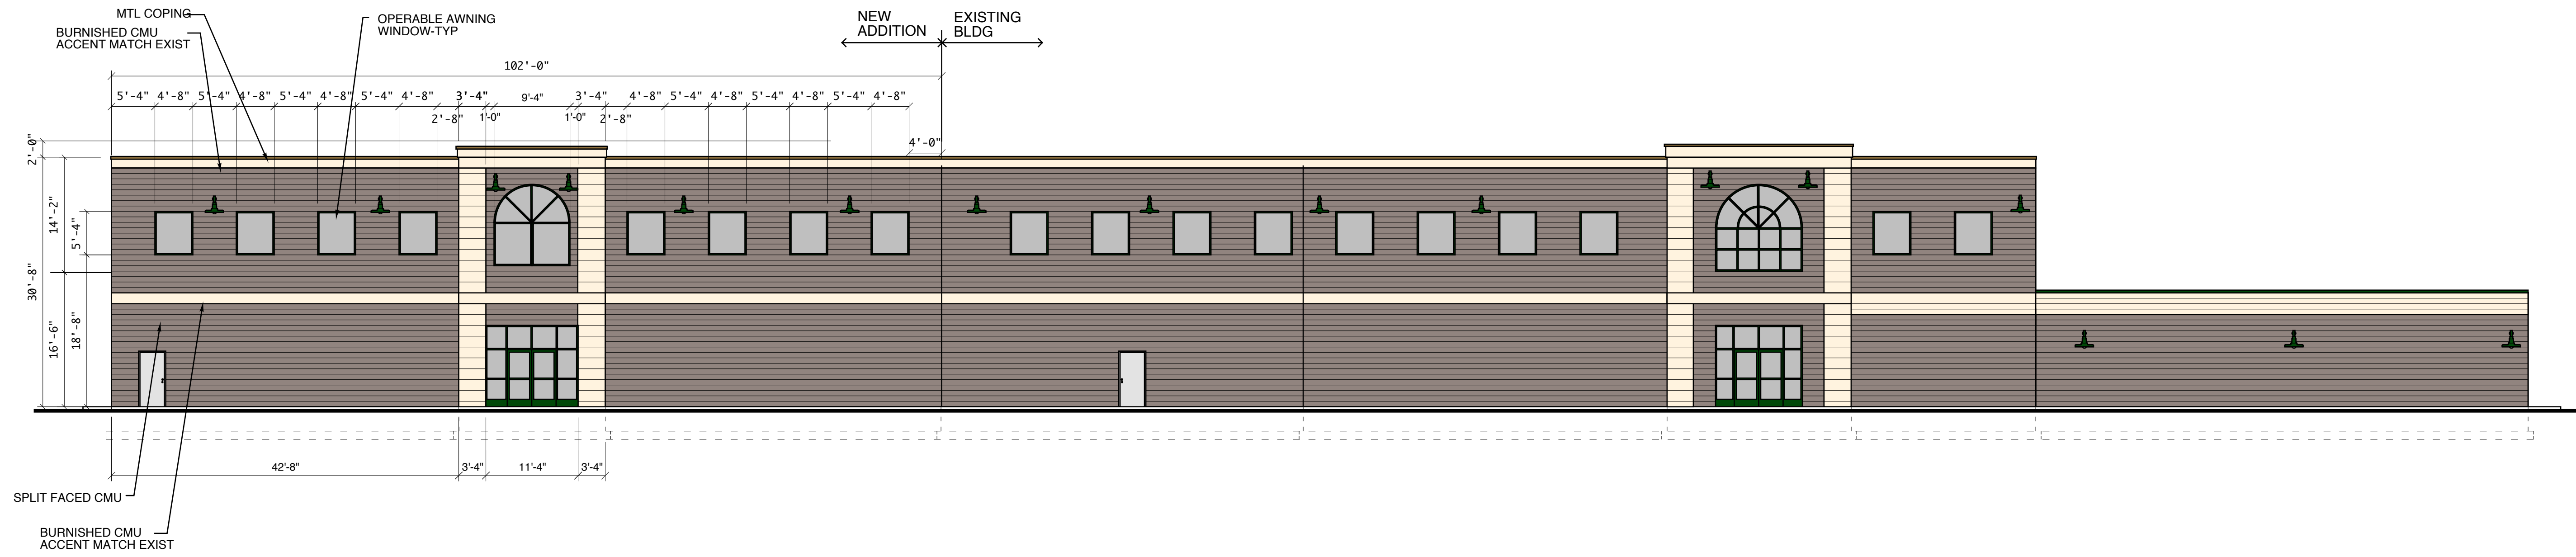 MTL COPING
BURNISHED CMU
ACCENT MATCH EXIST
OPERABLE AWNING
WINDOW-TYP
NEW
ADDITION
EXISTING
BLDG
102'-0"
5'-4" 4'-8" 5'-4" 4'-8" 5'-4" 4'-8" 5'-4" 4'-8" 3'-4" 9'-4" 3'-4" 4'-8" 5'-4" 4'-8" 5'-4" 4'-8" 5'-4" 4'-8"
2'-8" 1'-0" 1'-0" 2'-8"
4'-0"
2'-0"
14'-2"
5'-4"
30'-8"
16'-6"
18'-8"
42'-8" 3'-4" 11'-4" 3'-4"
SPLIT FACED CMU
BURNISHED CMU
ACCENT MATCH EXIST